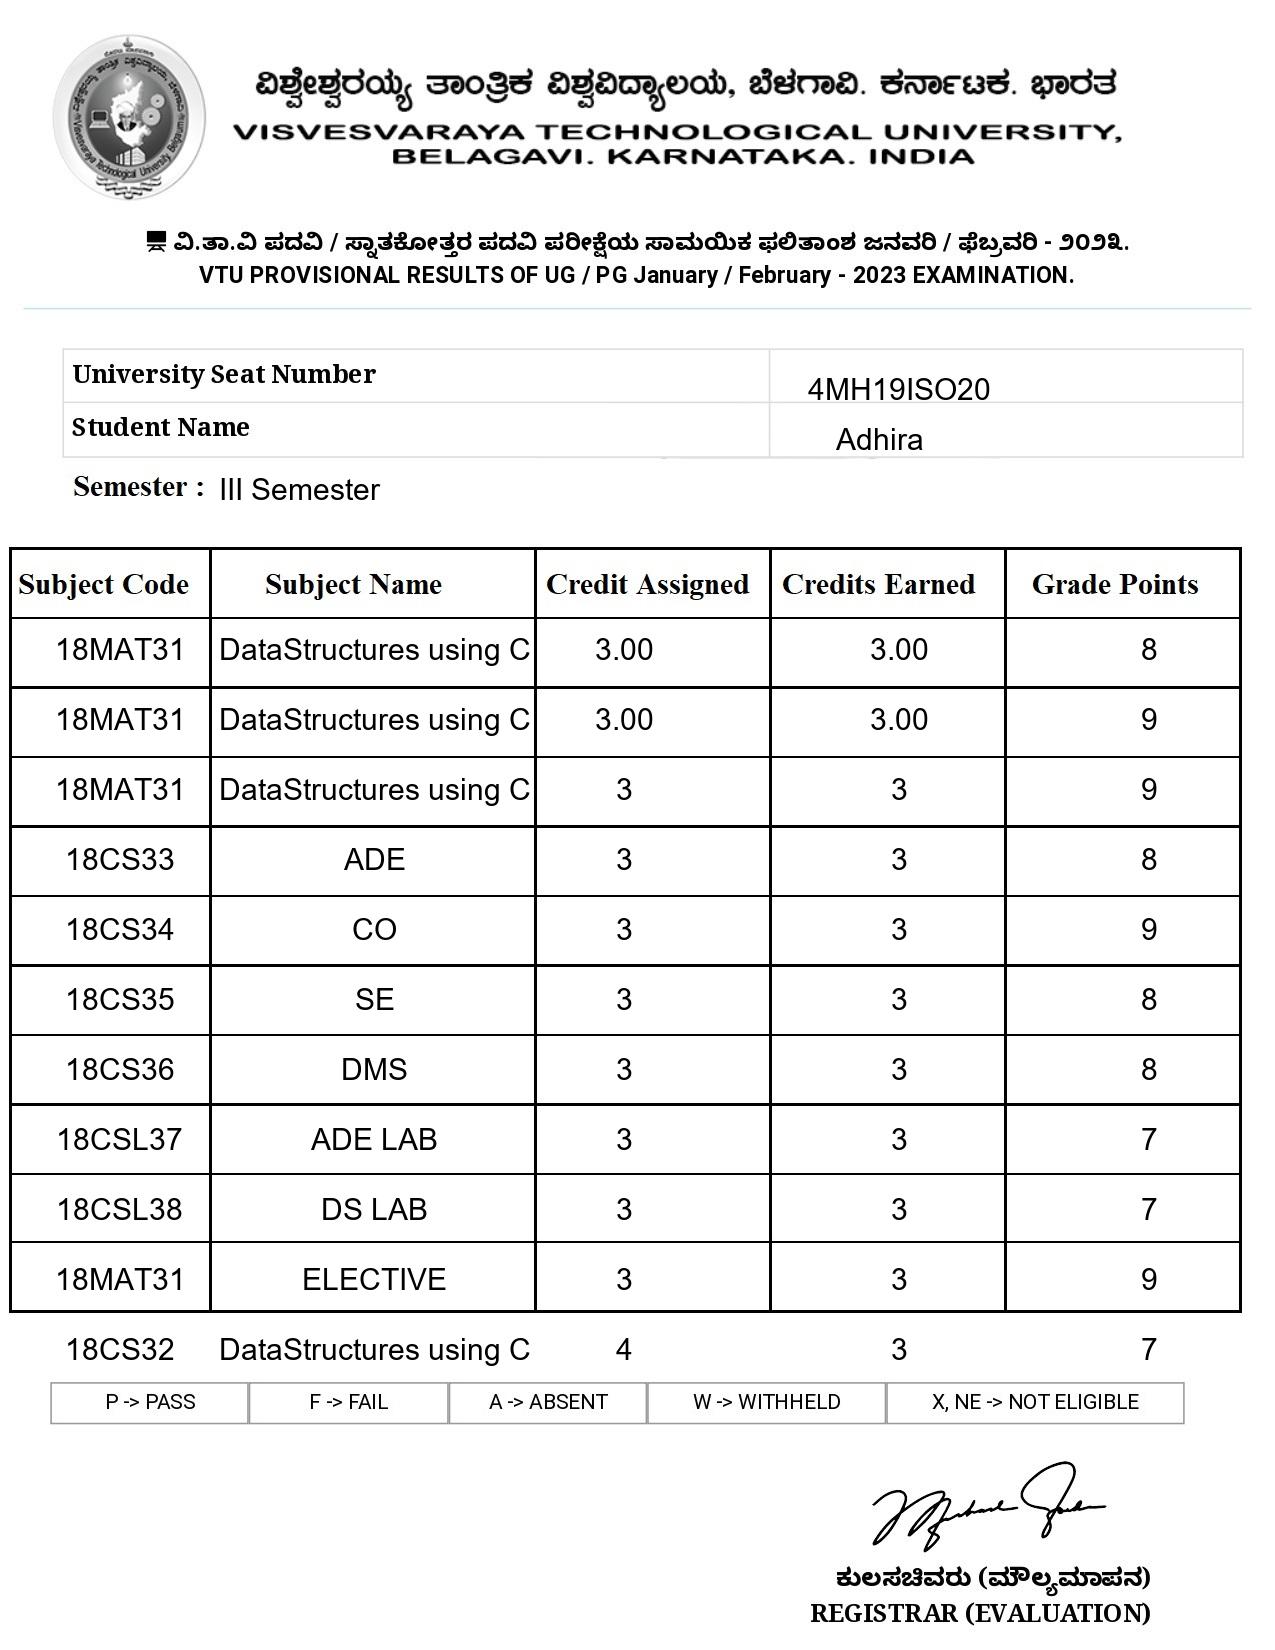 ವಿಶ್ವೇಶ್ವರಯ್ಯ ತಾಂತ್ರಿಕ ವಿಶ್ವವಿದ್ಯಾಲಯ, ಬೆಳಗಾವಿ. ಕರ್ನಾಟಕ. ಭಾರತ
VISVESVARAYA TECHNOLOGICAL UNIVERSITY,
BELAGAVI. KARNATAKA. INDIA
ವಿ.ತಾ.ವಿ ಪದವಿ / ಸ್ನಾತಕೋತ್ತರ ಪದವಿ ಪರೀಕ್ಷೆಯ ಸಾಮಯಿಕ ಫಲಿತಾಂಶ ಜನವರಿ / ಫೆಬ್ರವರಿ - ೨೦೨೩.
VTU PROVISIONAL RESULTS OF UG / PG January / February - 2023 EXAMINATION.
University Seat Number 4MH19ISO20
Student Name Adhira
Semester : III Semester
Subject Code Subject Name Credit Assigned Credits Earned Grade Points
18MAT31 DataStructures using C 3.00 3.00 8
18MAT31 DataStructures using C 3.00 3.00 9
18MAT31 DataStructures using C 3 3 9
18CS33 ADE 3 3 8
18CS34 CO 3 3 9
18CS35 SE 3 3 8
18CS36 DMS 3 3 8
18CSL37 ADE LAB 3 3 7
18CSL38 DS LAB 3 3 7
18MAT31 ELECTIVE 3 3 9
18CS32 DataStructures using C 4 3 7
P -> PASS F -> FAIL A -> ABSENT W -> WITHHELD X, NE -> NOT ELIGIBLE
ಕುಲಸಚಿವರು (ಮೌಲ್ಯಮಾಪನ)
REGISTRAR (EVALUATION)